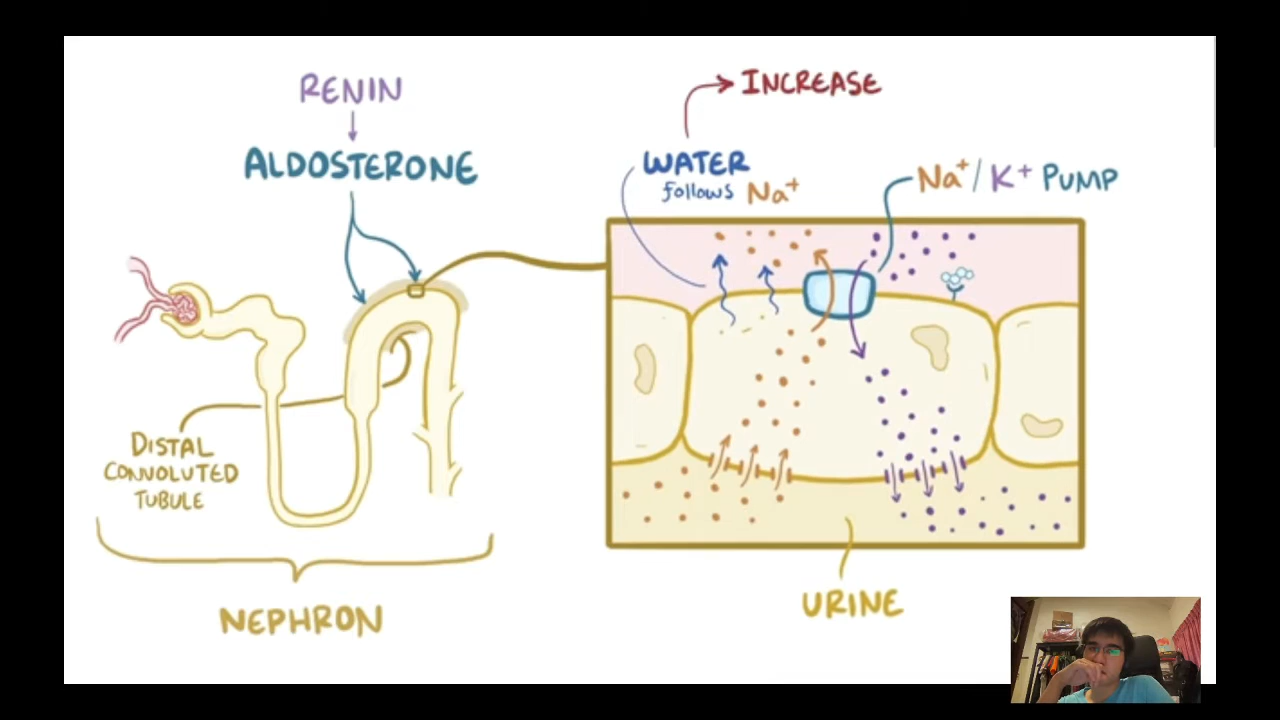 RENIN
ALDOSTERONE
INCREASE
WATER
follows Na+
Na+/K+ PUMP
DISTAL
CONVOLUTED
TUBULE
NEPHRON
URINE